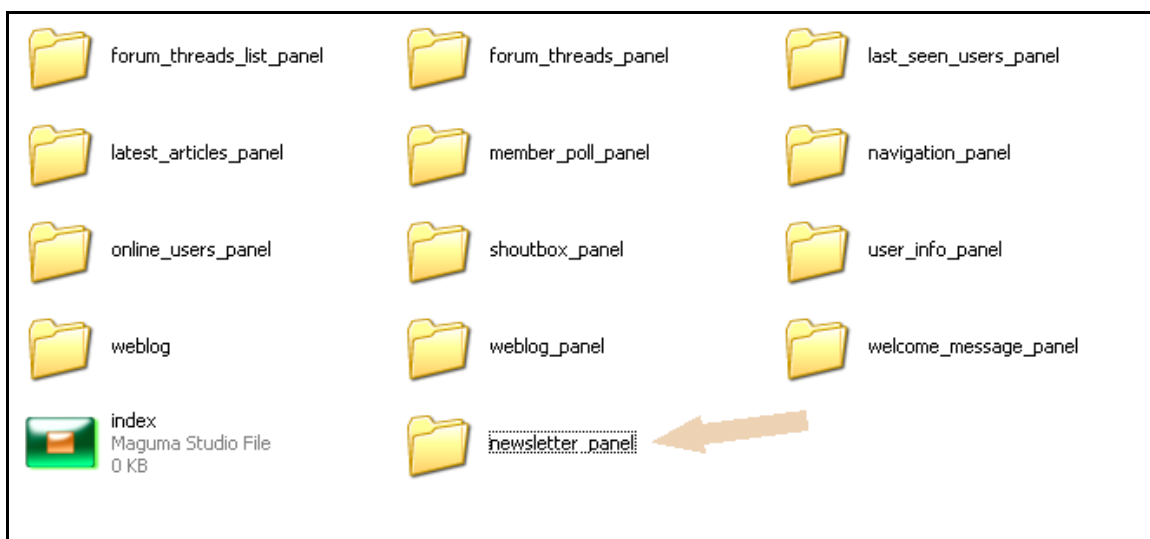 forum_threads_list_panel
forum_threads_panel
last_seen_users_panel
latest_articles_panel
member_poll_panel
navigation_panel
online_users_panel
shoutbox_panel
user_info_panel
weblog
weblog_panel
welcome_message_panel
index
Maguma Studio File
0 KB
newsletter_panel